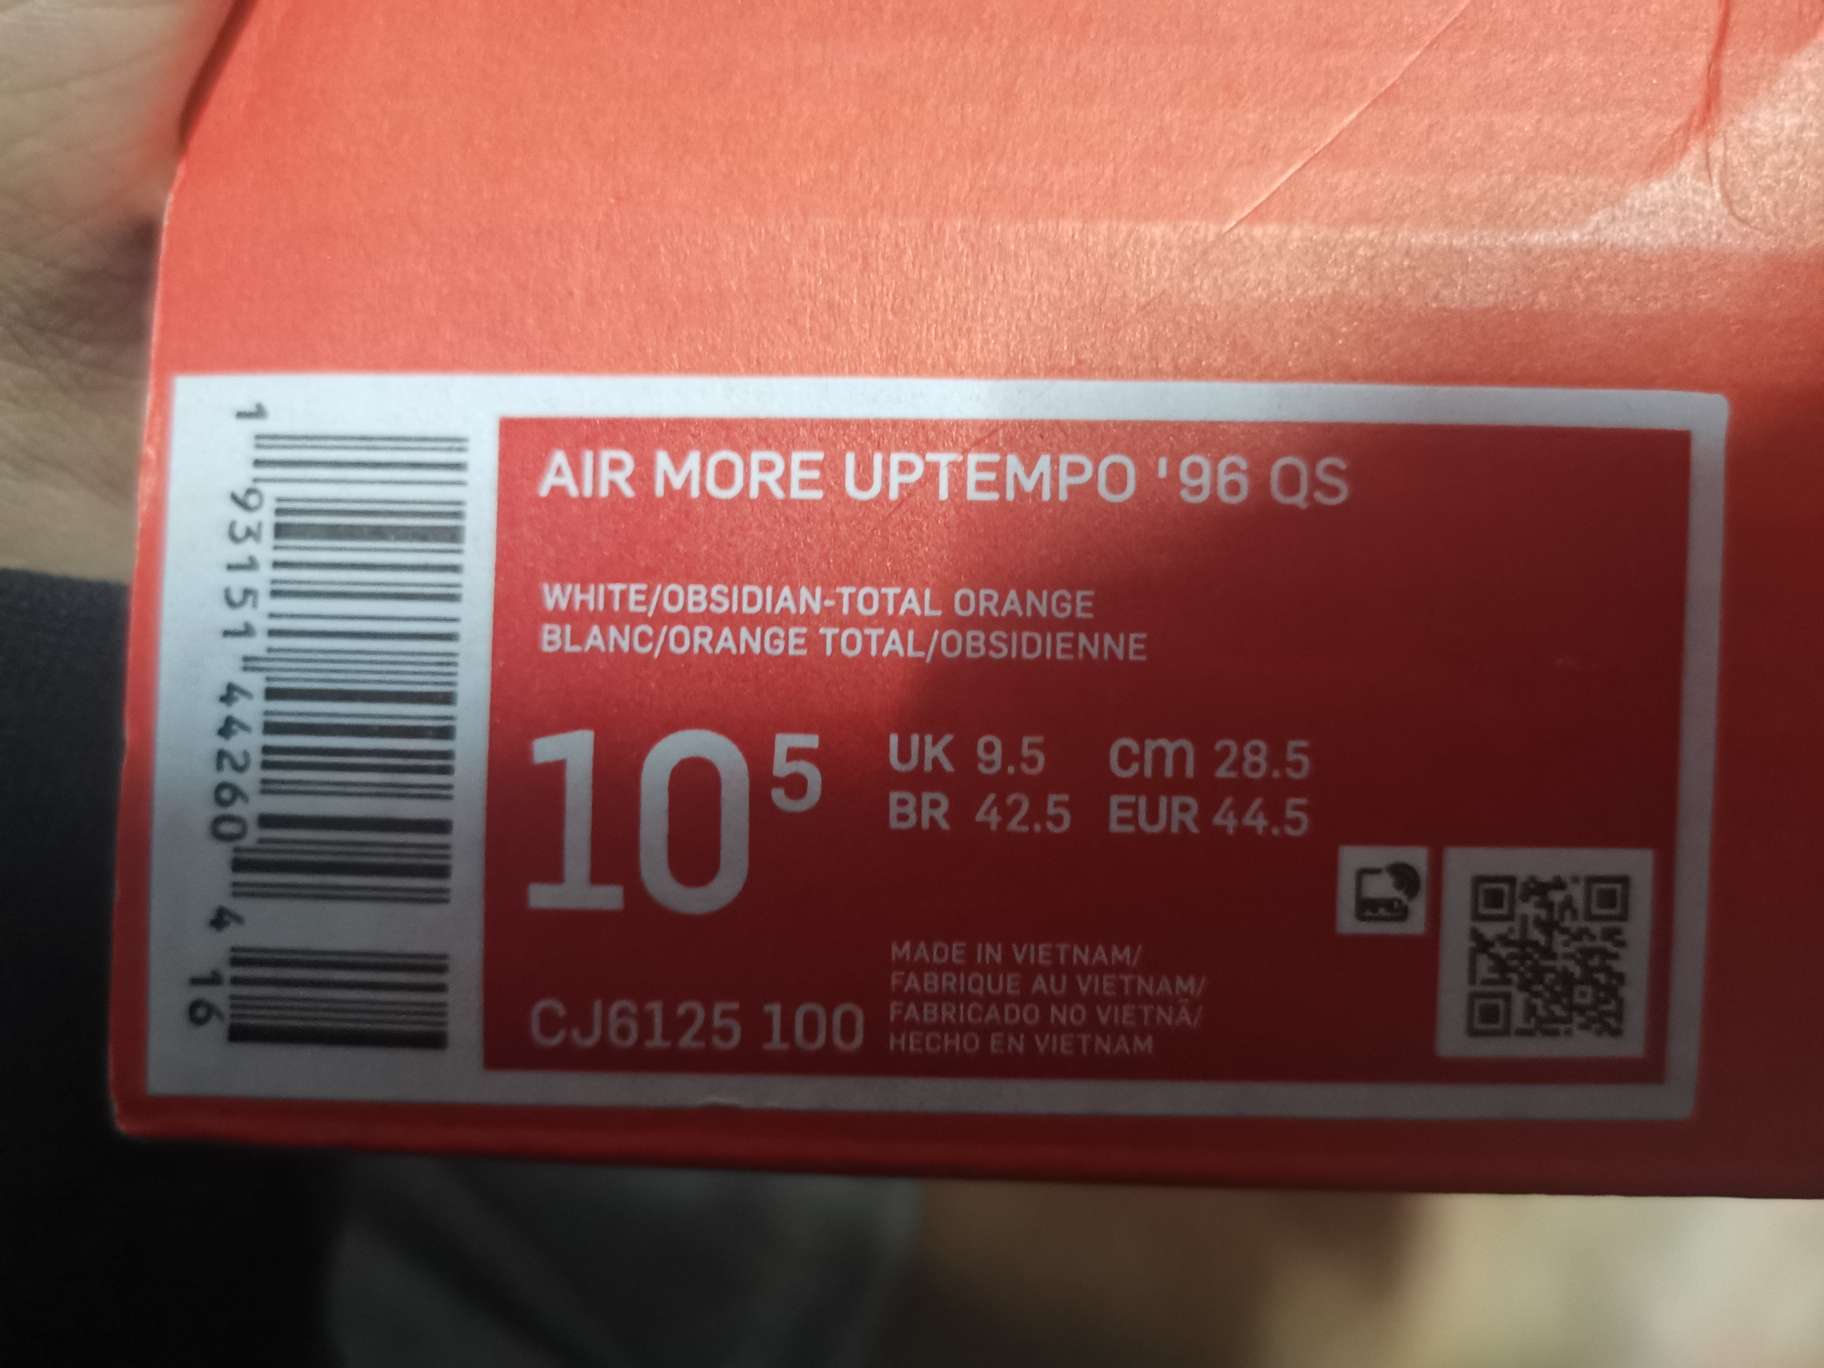 AIR MORE UPTEMPO '96 QS
WHITE/OBSIDIAN-TOTAL ORANGE
BLANC/ORANGE TOTAL/OBSIDIENNE
10 5
UK 9.5 cm 28.5
BR 42.5 EUR 44.5
CJ6125 100
MADE IN VIETNAM/
FABRIQUE AU VIETNAM/
FABRICADO NO VIETNÃ/
HECHO EN VIETNAM
1 93151 44260 4 16